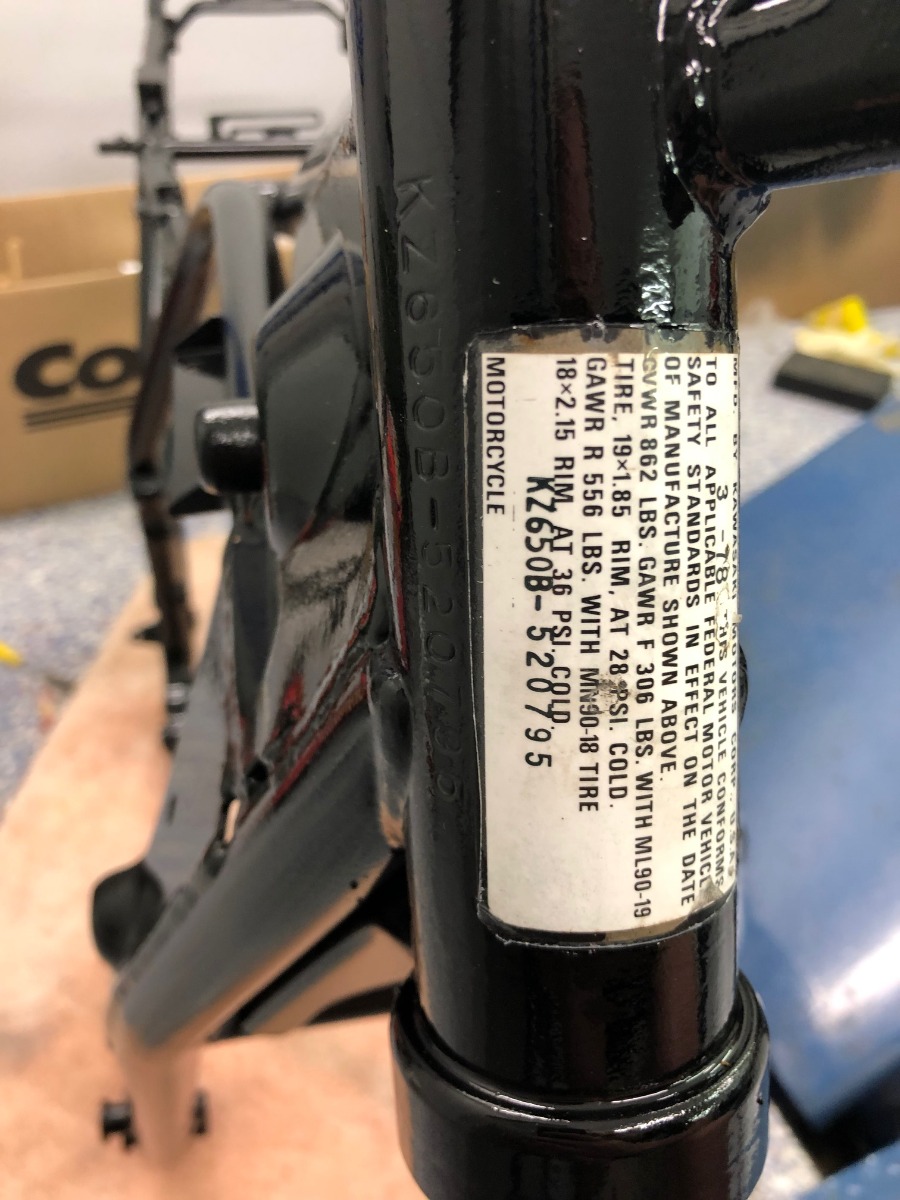 Co
KZ650B-520795
MFD. BY KAWASAKI MOTORS CORP., U.S.A.
3 -78 THIS VEHICLE CONFORMS
TO ALL APPLICABLE FEDERAL MOTOR VEHICLE
SAFETY STANDARDS IN EFFECT ON THE DATE
OF MANUFACTURE SHOWN ABOVE.
GVWR 862 LBS. GAWR F 306 LBS. WITH ML90-19
TIRE, 19×1.85 RIM, AT 28 PSI. COLD.
GAWR R 556 LBS. WITH MN90-18 TIRE
18×2.15 RIM, AT 36 PSI. COLD.
KZ650B-520795
MOTORCYCLE